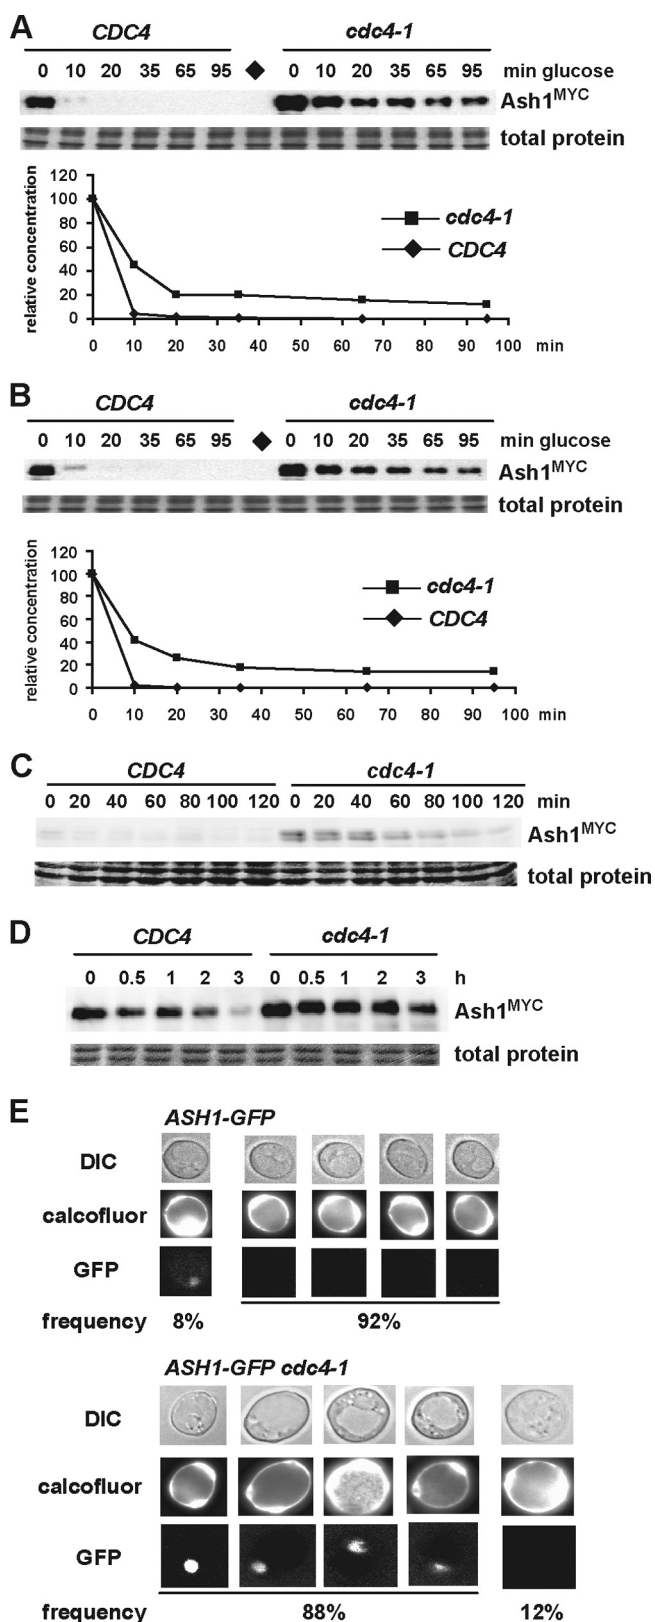 A
CDC4 cdc4-1
0 10 20 35 65 95 ◆ 0 10 20 35 65 95 min glucose
Ash1MYC
total protein
120
100
80
60
40
20
0
relative concentration
cdc4-1
CDC4
0 10 20 30 40 50 60 70 80 90 100 min
B
CDC4 cdc4-1
0 10 20 35 65 95 ◆ 0 10 20 35 65 95 min glucose
Ash1MYC
total protein
120
100
80
60
40
20
0
relative concentration
cdc4-1
CDC4
0 10 20 30 40 50 60 70 80 90 100 min
C
CDC4 cdc4-1
0 20 40 60 80 100 120 0 20 40 60 80 100 120 min
Ash1MYC
total protein
D
CDC4 cdc4-1
0 0.5 1 2 3 0 0.5 1 2 3 h
Ash1MYC
total protein
E
ASH1-GFP
DIC
calcofluor
GFP
frequency 8% 92%
ASH1-GFP cdc4-1
DIC
calcofluor
GFP
frequency 88% 12%